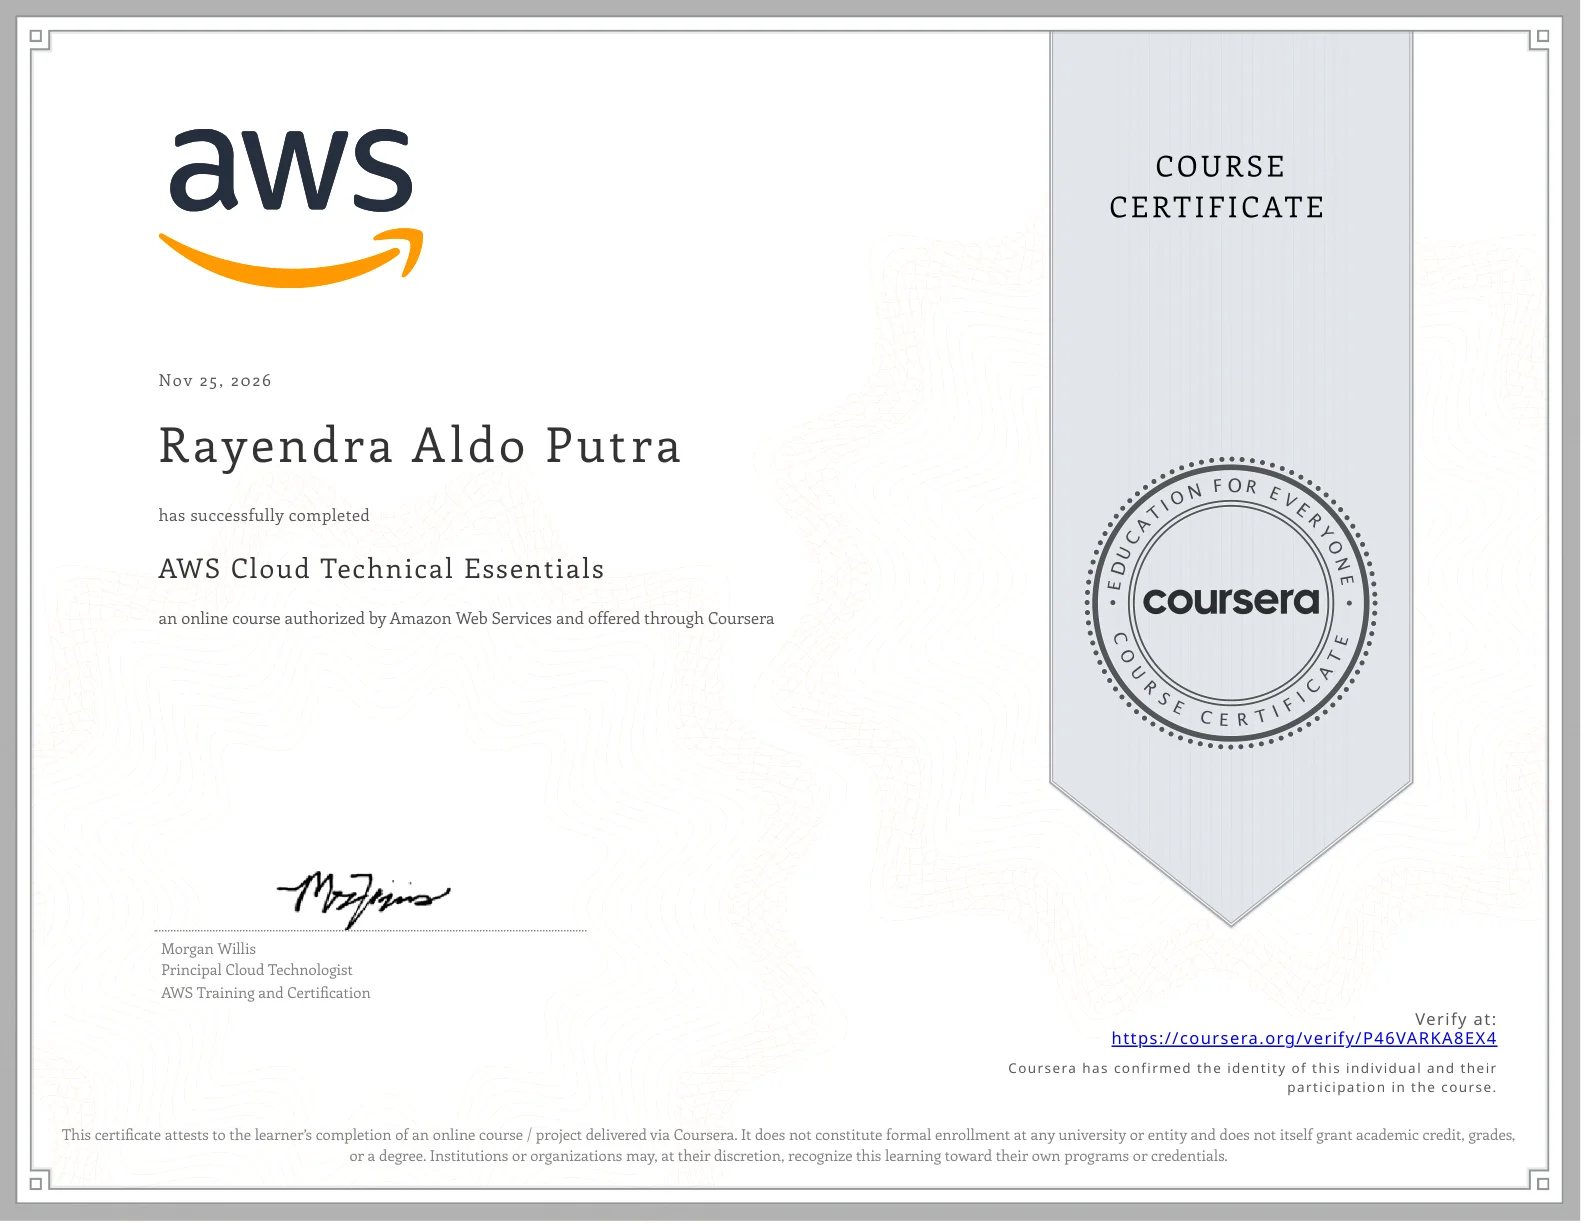 aws
COURSE
CERTIFICATE
Nov 25, 2026
Rayendra Aldo Putra
has successfully completed
AWS Cloud Technical Essentials
an online course authorized by Amazon Web Services and offered through Coursera
EDUCATION FOR EVERYONE
coursera
COURSE CERTIFICATE
Morgan Willis
Principal Cloud Technologist
AWS Training and Certification
Verify at:
https://coursera.org/verify/P46VARKA8EX4
Coursera has confirmed the identity of this individual and their
participation in the course.
This certificate attests to the learner's completion of an online course / project delivered via Coursera. It does not constitute formal enrollment at any university or entity and does not itself grant academic credit, grades,
or a degree. Institutions or organizations may, at their discretion, recognize this learning toward their own programs or credentials.